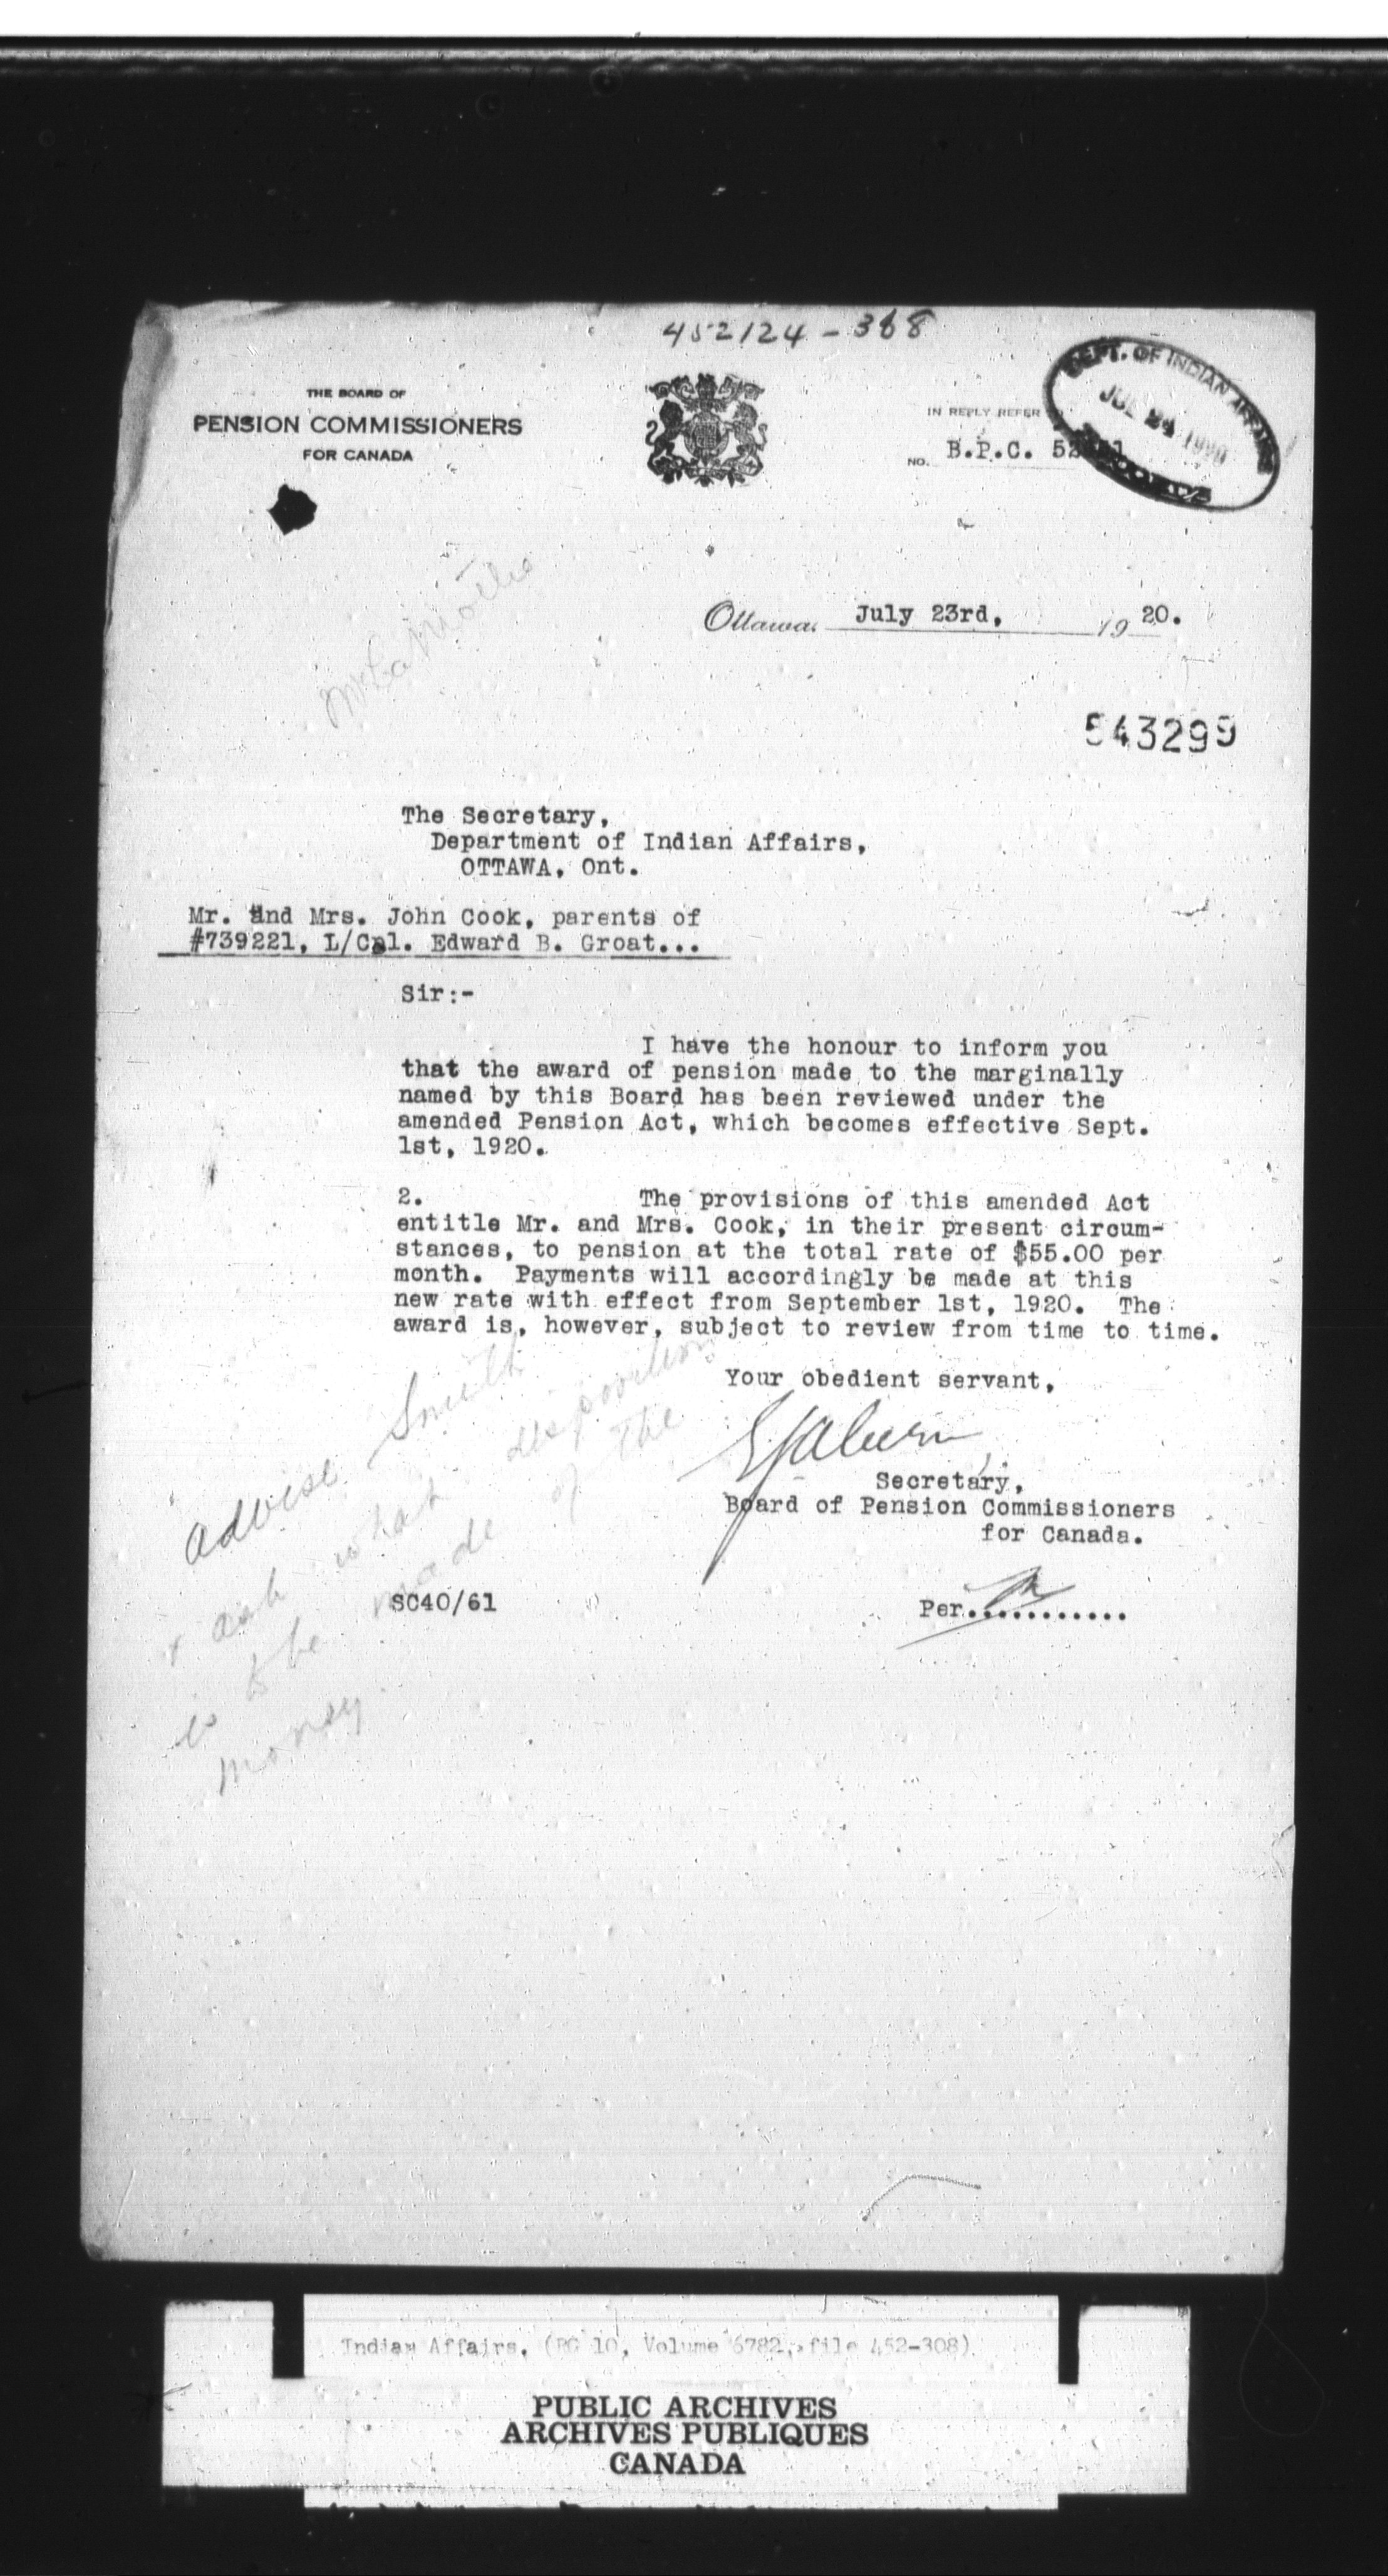 452124-368
THE BOARD OF
PENSION COMMISSIONERS
FOR CANADA
IN REPLY REFER
NO. B.P.C. 52
DEPT. OF INDIAN AFFAIRS
JUL 24 1920
Ottawa, July 23rd, 1920.
543299
The Secretary,
Department of Indian Affairs,
OTTAWA, Ont.
Mr. and Mrs. John Cook, parents of
#739221, L/Cpl. Edward B. Groat...
Sir:-
I have the honour to inform you
that the award of pension made to the marginally
named by this Board has been reviewed under the
amended Pension Act, which becomes effective Sept.
1st, 1920.
2. The provisions of this amended Act
entitle Mr. and Mrs. Cook, in their present circum-
stances, to pension at the total rate of $55.00 per
month. Payments will accordingly be made at this
new rate with effect from September 1st, 1920. The
award is, however, subject to review from time to time.
Your obedient servant,
Secretary,
Board of Pension Commissioners
for Canada.
Advise Smith
& ask what disposition
is to be made of the
money.
SC40/61
Per............
Indian Affairs. (RG 10, Volume 6782, file 452-308)
PUBLIC ARCHIVES
ARCHIVES PUBLIQUES
CANADA